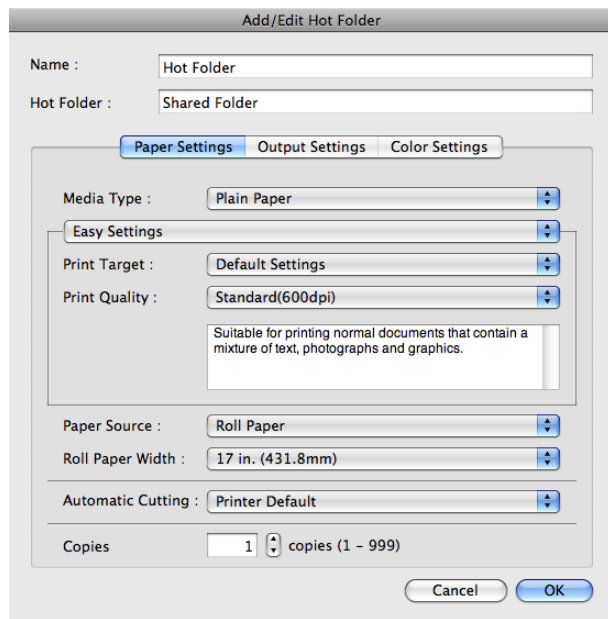 Add/Edit Hot Folder
Name : Hot Folder
Hot Folder : Shared Folder
Paper Settings Output Settings Color Settings
Media Type : Plain Paper
Easy Settings
Print Target : Default Settings
Print Quality : Standard(600dpi)
Suitable for printing normal documents that contain a
mixture of text, photographs and graphics.
Paper Source : Roll Paper
Roll Paper Width : 17 in. (431.8mm)
Automatic Cutting : Printer Default
Copies 1 copies (1 – 999)
Cancel OK